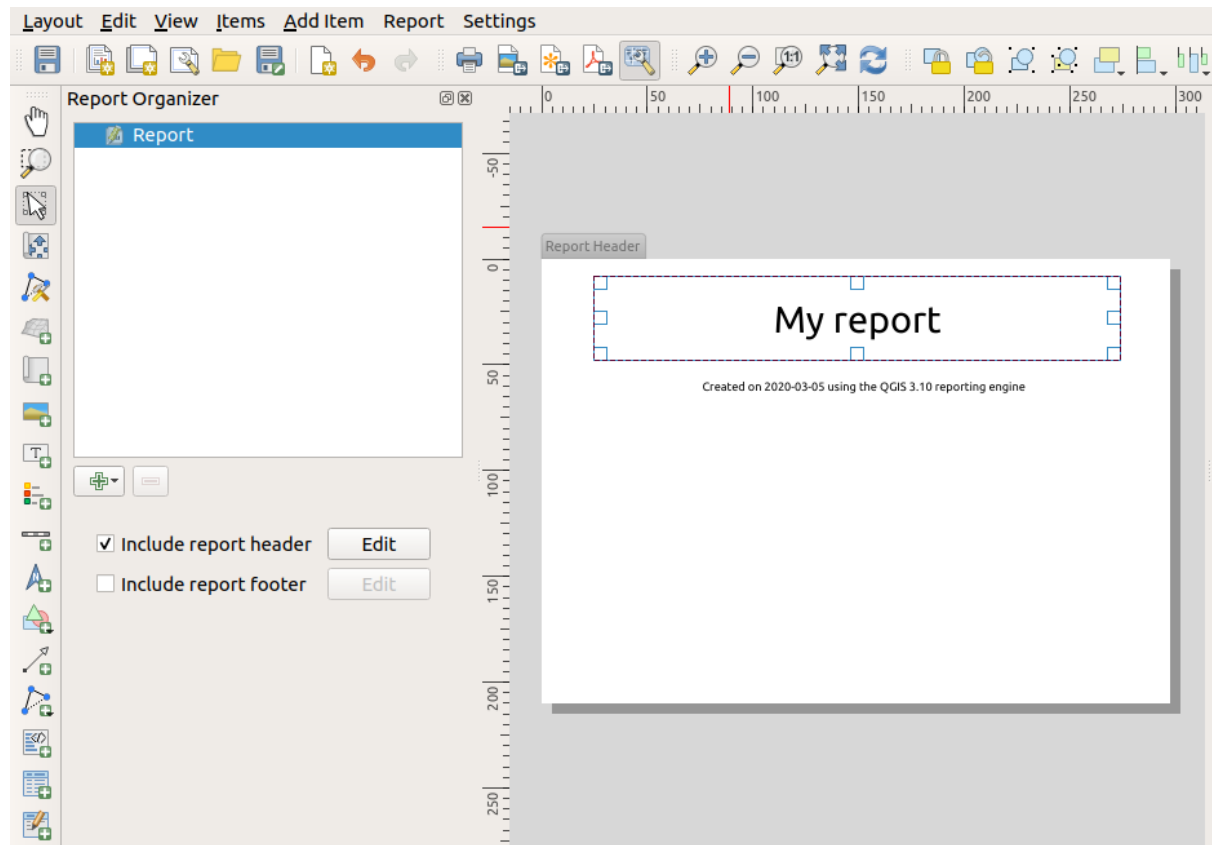 Layout Edit View Items Add Item Report Settings
Report Organizer
Report
Include report header Edit
Include report footer Edit
0 50 100 150 200 250 300
-50
0
50
100
150
200
250
Report Header
My report
Created on 2020-03-05 using the QGIS 3.10 reporting engine
1:1
T